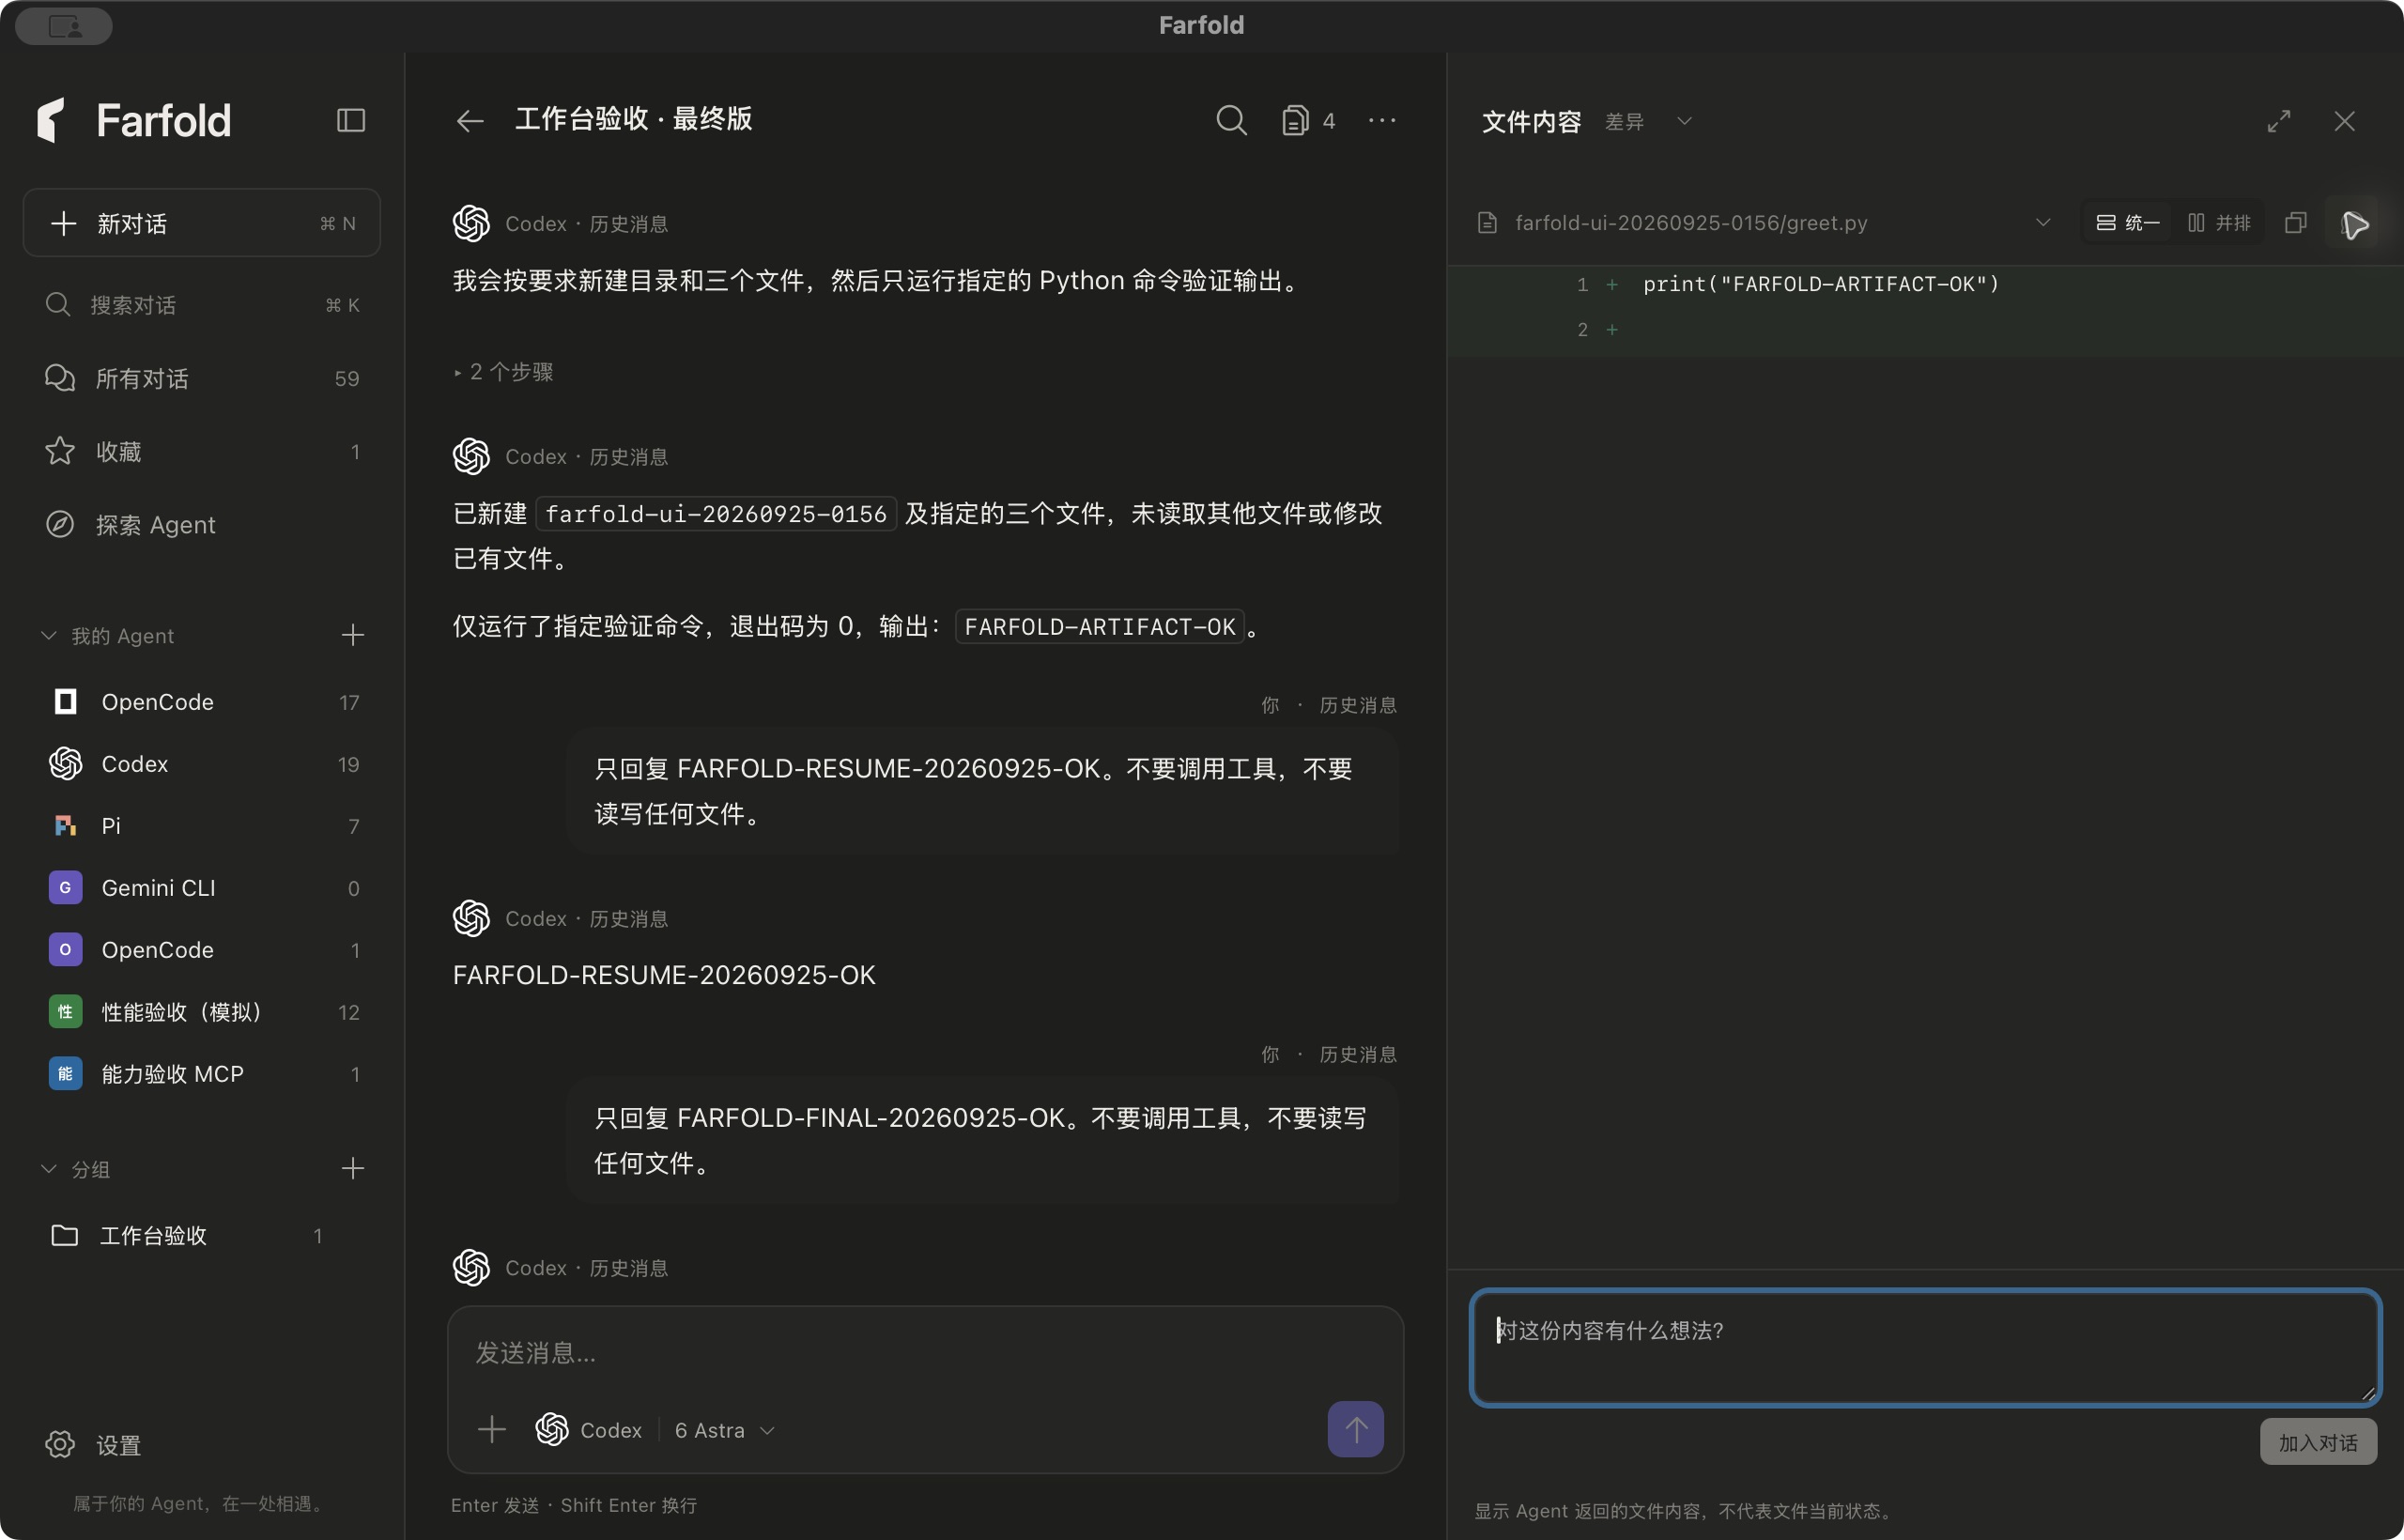 Farfold
Farfold
新对话
⌘ N
搜索对话
⌘ K
所有对话
59
收藏
1
探索 Agent
我的 Agent
OpenCode
17
Codex
19
Pi
7
G
Gemini CLI
0
O
OpenCode
1
性
性能验收（模拟）
12
能
能力验收 MCP
1
分组
工作台验收
1
设置
属于你的 Agent，在一处相遇。
工作台验收 · 最终版
4
Codex · 历史消息
我会按要求新建目录和三个文件，然后只运行指定的 Python 命令验证输出。
2 个步骤
Codex · 历史消息
已新建 farfold-ui-20260925-0156 及指定的三个文件，未读取其他文件或修改
已有文件。
仅运行了指定验证命令，退出码为 0，输出：FARFOLD-ARTIFACT-OK。
你 · 历史消息
只回复 FARFOLD-RESUME-20260925-OK。不要调用工具，不要
读写任何文件。
Codex · 历史消息
FARFOLD-RESUME-20260925-OK
你 · 历史消息
只回复 FARFOLD-FINAL-20260925-OK。不要调用工具，不要读写
任何文件。
Codex · 历史消息
发送消息...
Codex
6 Astra
Enter 发送 · Shift Enter 换行
文件内容
差异
farfold-ui-20260925-0156/greet.py
统一
并排
1 + print("FARFOLD-ARTIFACT-OK")
2 +
对这份内容有什么想法？
加入对话
显示 Agent 返回的文件内容，不代表文件当前状态。